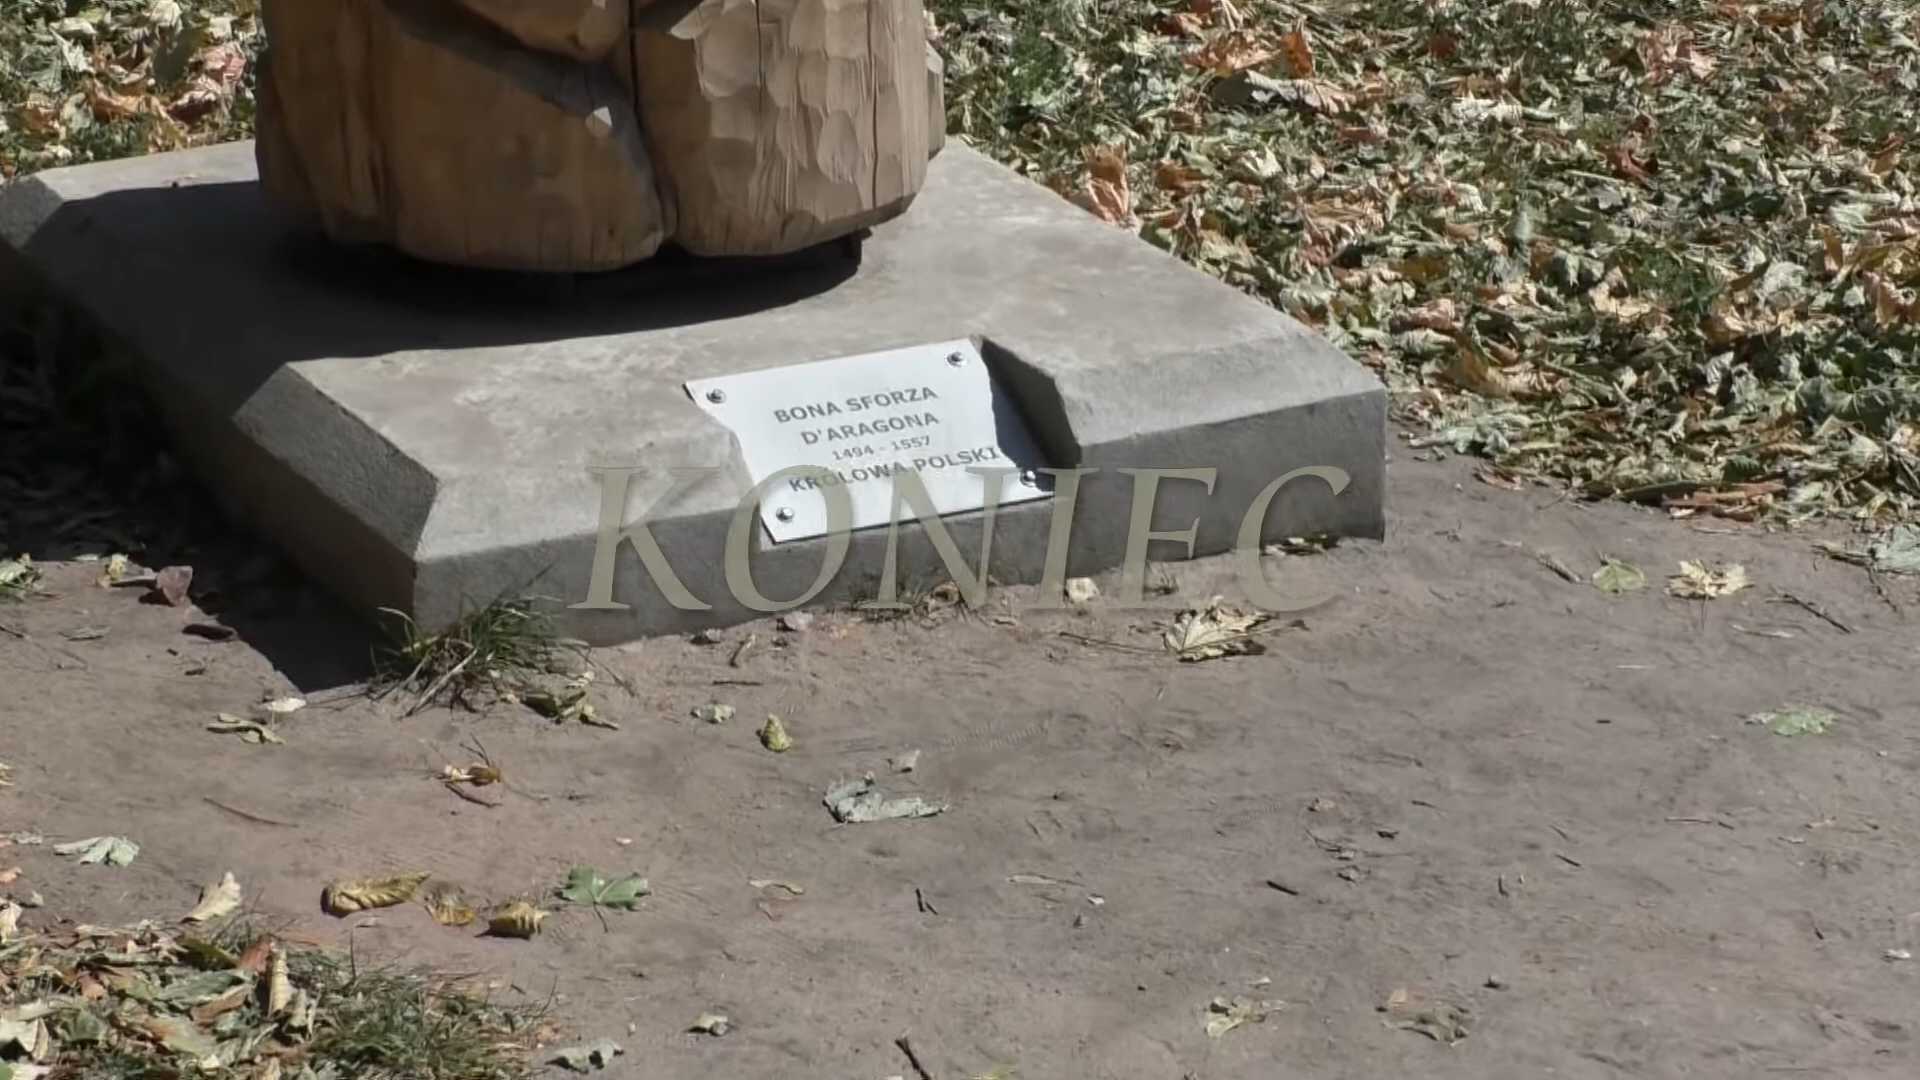 BONA SFORZA
D'ARAGONA
1494 - 1557
KRÓLOWA POLSKI
KONIEC